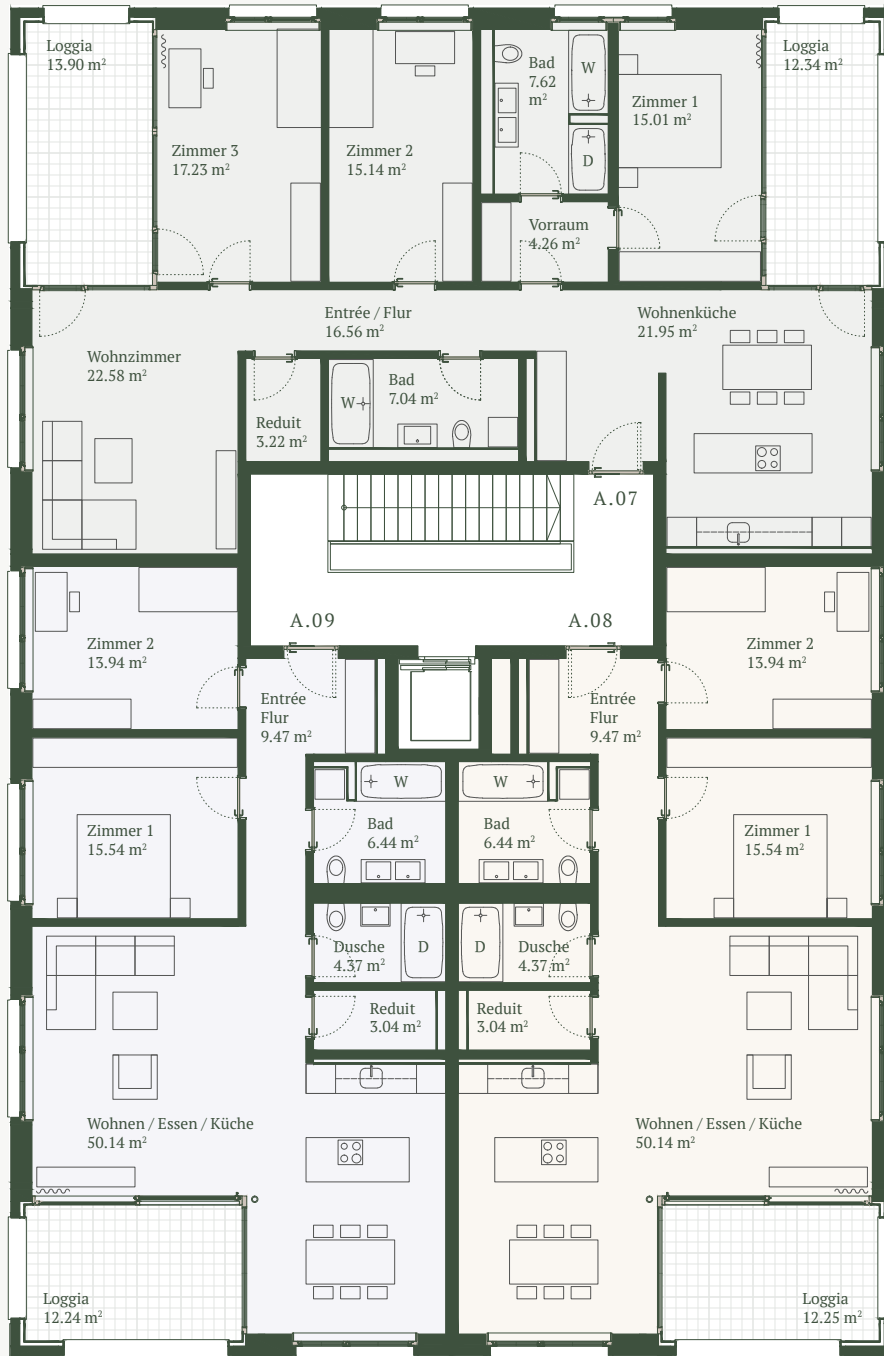 Loggia
13.90 m²
Zimmer 3
17.23 m²
Zimmer 2
15.14 m²
Bad
7.62
m²
W
D
Zimmer 1
15.01 m²
Loggia
12.34 m²
Vorraum
4.26 m²
Entrée / Flur
16.56 m²
Wohnenküche
21.95 m²
Wohnzimmer
22.58 m²
Reduit
3.22 m²
W
Bad
7.04 m²
A.07
A.09
A.08
Zimmer 2
13.94 m²
Entrée
Flur
9.47 m²
Entrée
Flur
9.47 m²
Zimmer 2
13.94 m²
Zimmer 1
15.54 m²
W
Bad
6.44 m²
W
Bad
6.44 m²
Zimmer 1
15.54 m²
Dusche
4.37 m²
D
D
Dusche
4.37 m²
Reduit
3.04 m²
Reduit
3.04 m²
Wohnen / Essen / Küche
50.14 m²
Wohnen / Essen / Küche
50.14 m²
Loggia
12.24 m²
Loggia
12.25 m²